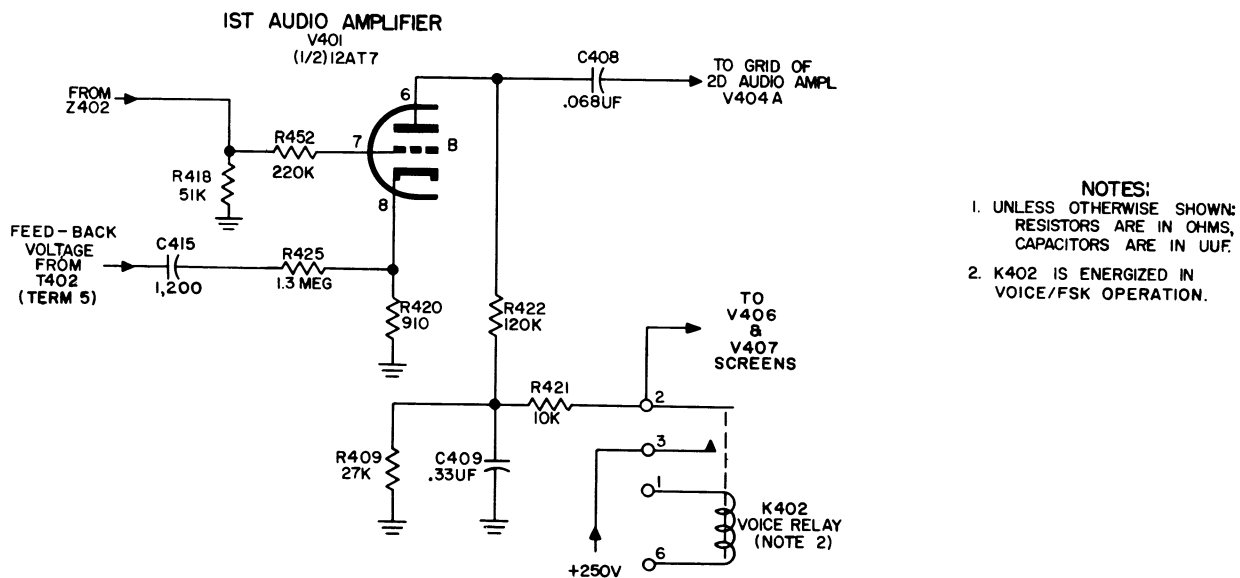 1ST AUDIO AMPLIFIER
V401
(1/2)12AT7
FROM
Z402
R418
51K
R452
220K
6
7
B
8
C408
.068UF
TO GRID OF
2D AUDIO AMPL
V404A
FEED-BACK
VOLTAGE
FROM
T402
(TERM 5)
C415
1,200
R425
1.3 MEG
R420
910
R422
120K
TO
V406
&
V407
SCREENS
R421
10K
2
3
1
6
R409
27K
C409
.33UF
K402
VOICE RELAY
(NOTE 2)
+250V
NOTES:
1. UNLESS OTHERWISE SHOWN:
RESISTORS ARE IN OHMS,
CAPACITORS ARE IN UUF.
2. K402 IS ENERGIZED IN
VOICE/FSK OPERATION.